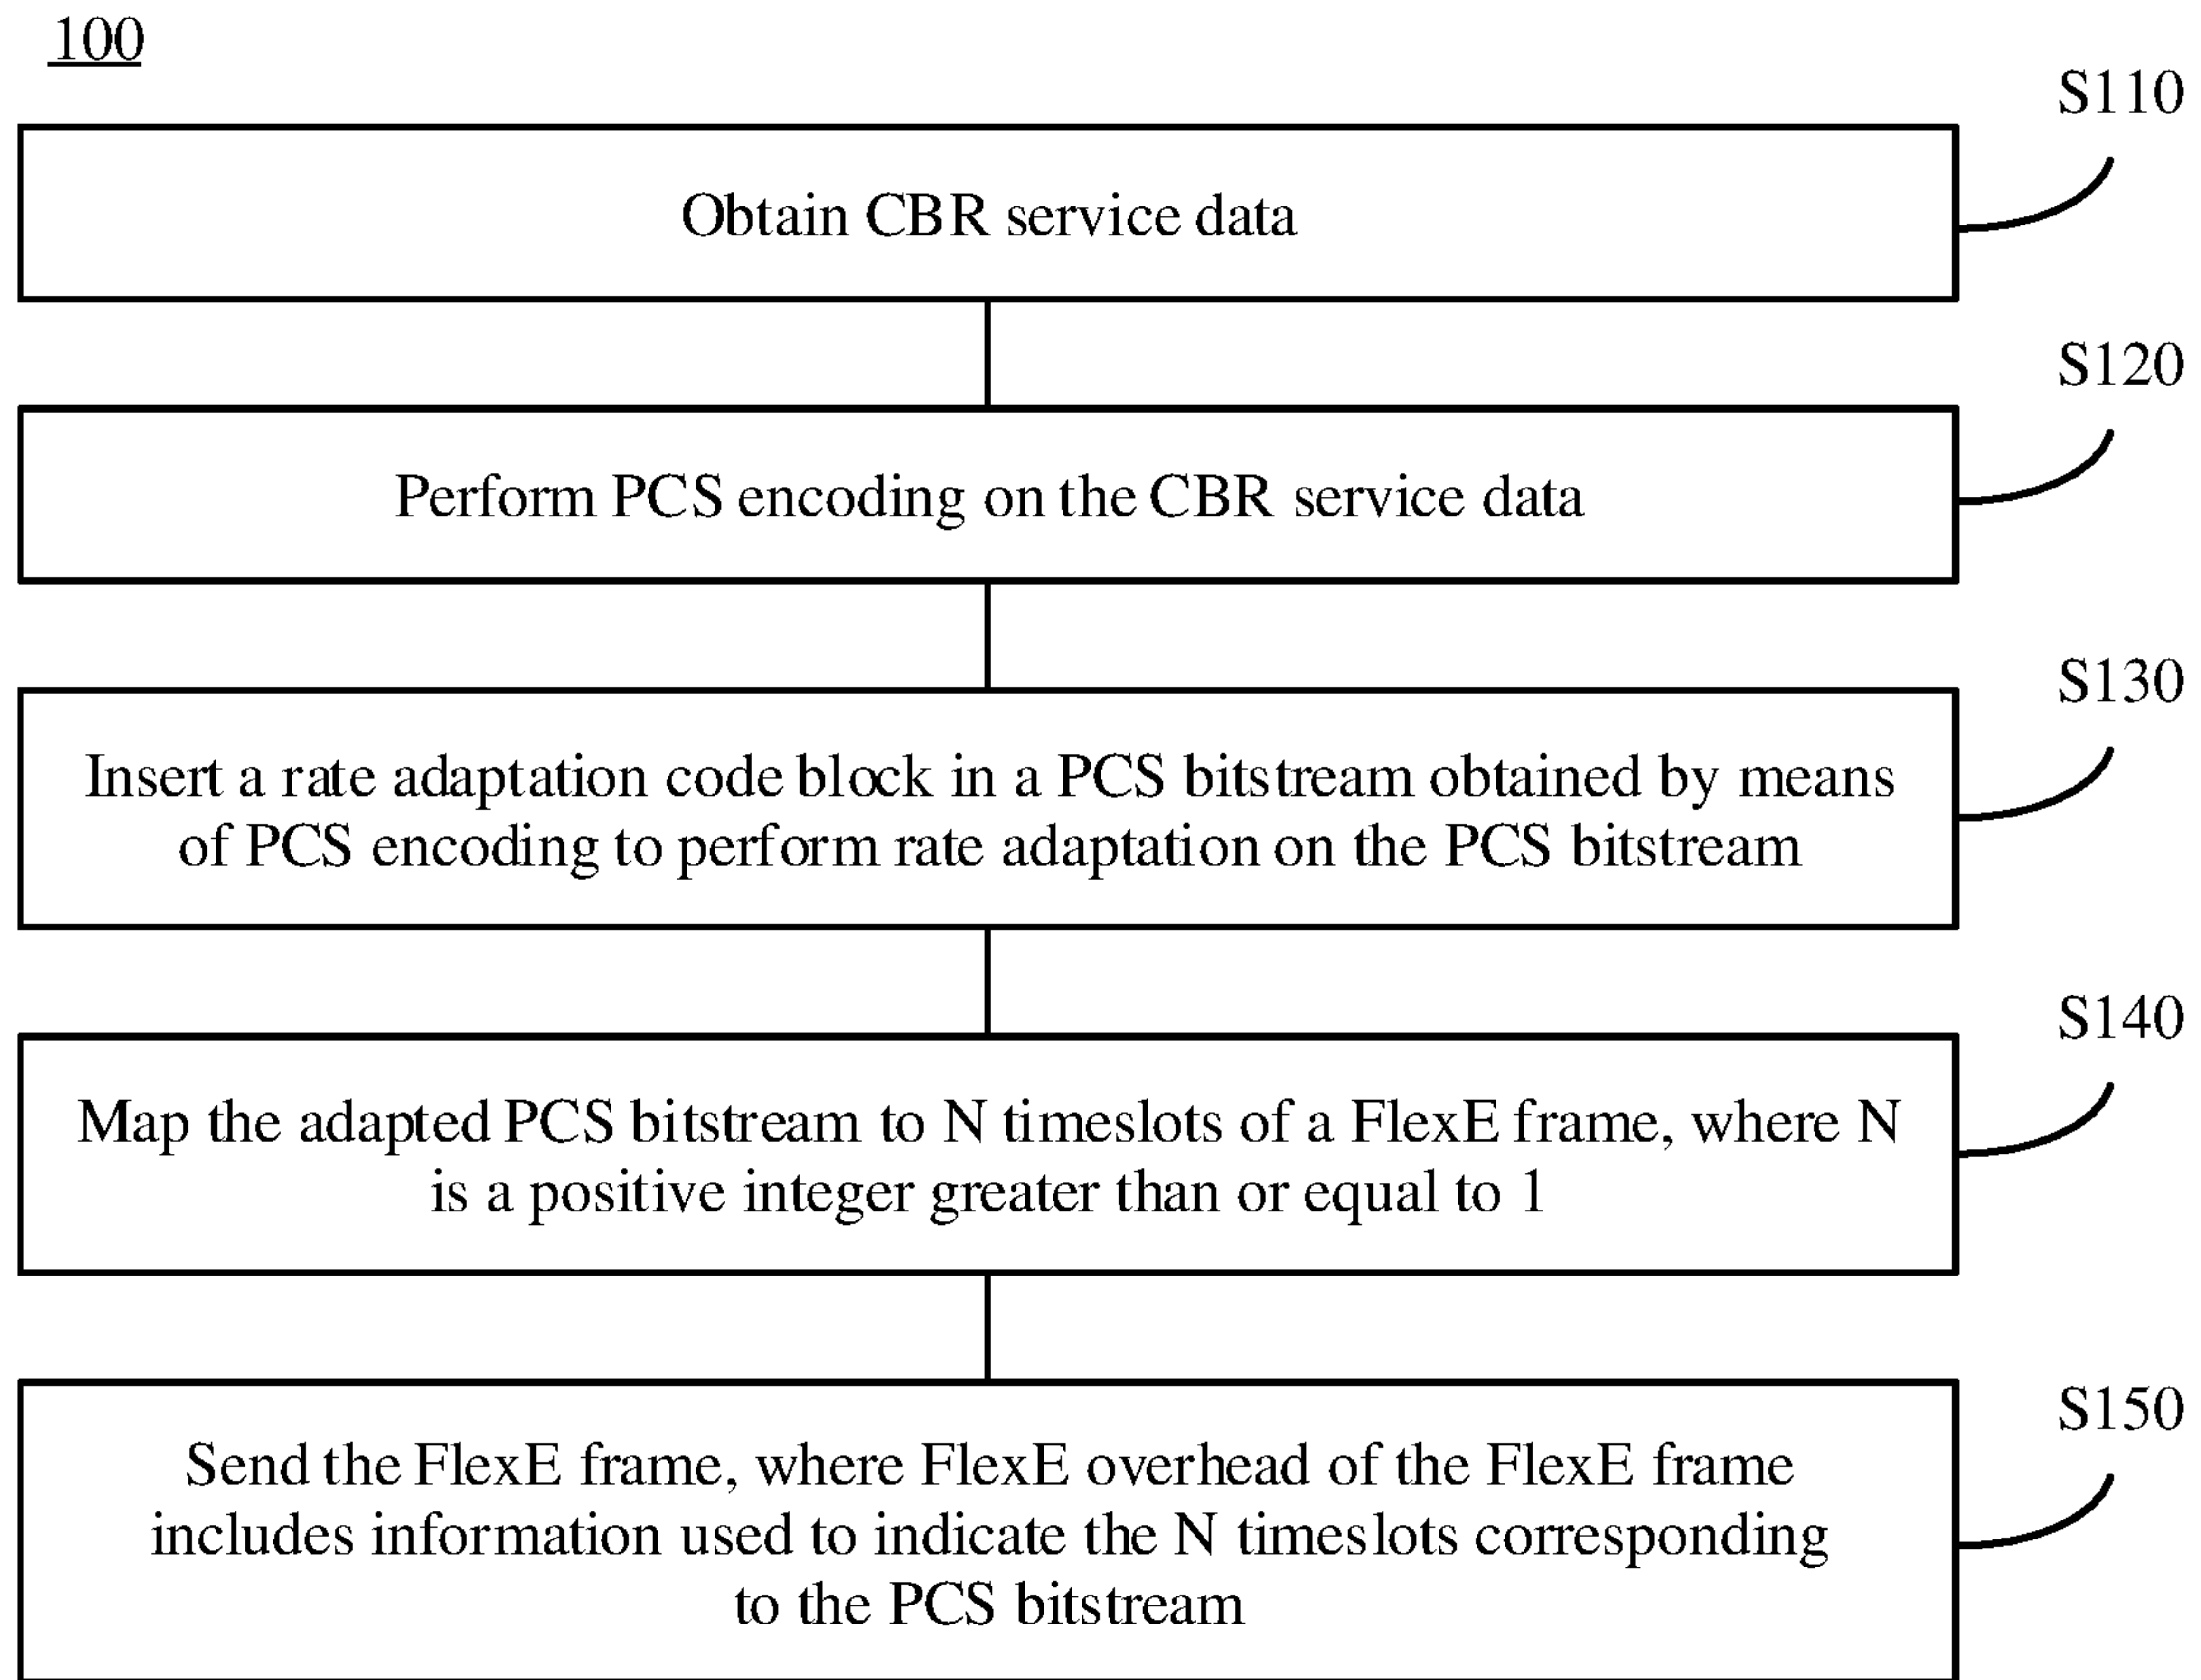 100
S110
Obtain CBR service data
S120
Perform PCS encoding on the CBR service data
S130
Insert a rate adaptation code block in a PCS bitstream obtained by means
of PCS encoding to perform rate adaptation on the PCS bitstream
S140
Map the adapted PCS bitstream to N timeslots of a FlexE frame, where N
is a positive integer greater than or equal to 1
S150
Send the FlexE frame, where FlexE overhead of the FlexE frame
includes information used to indicate the N timeslots corresponding
to the PCS bitstream